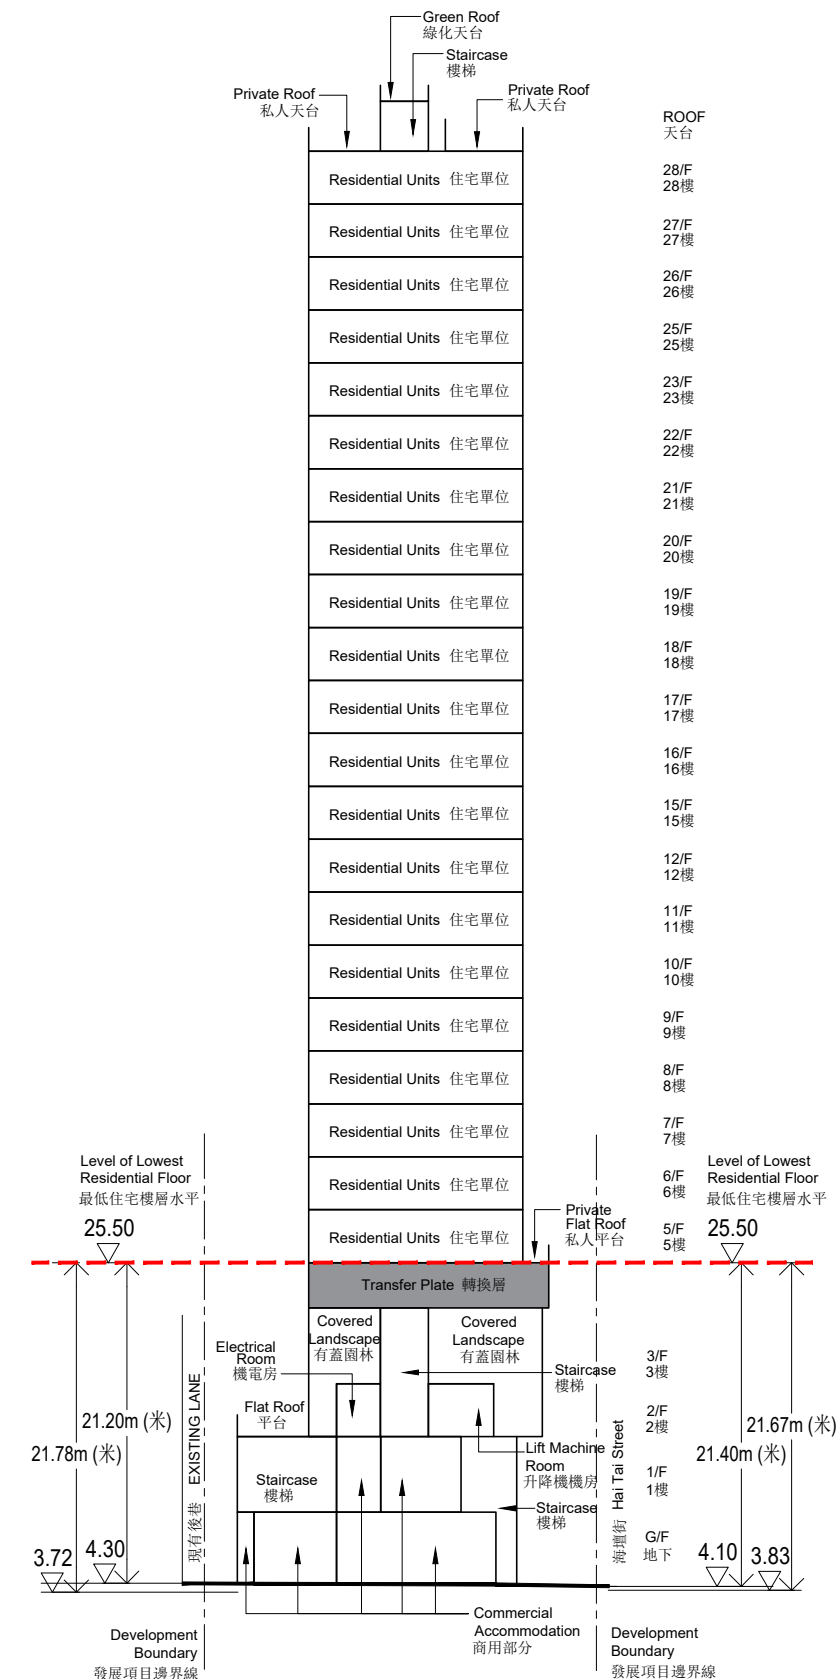 Green Roof
綠化天台
Staircase
樓梯
Private Roof
私人天台
Private Roof
私人天台
ROOF
天台
Residential Units 住宅單位
28/F
28樓
Residential Units 住宅單位
27/F
27樓
Residential Units 住宅單位
26/F
26樓
Residential Units 住宅單位
25/F
25樓
Residential Units 住宅單位
23/F
23樓
Residential Units 住宅單位
22/F
22樓
Residential Units 住宅單位
21/F
21樓
Residential Units 住宅單位
20/F
20樓
Residential Units 住宅單位
19/F
19樓
Residential Units 住宅單位
18/F
18樓
Residential Units 住宅單位
17/F
17樓
Residential Units 住宅單位
16/F
16樓
Residential Units 住宅單位
15/F
15樓
Residential Units 住宅單位
12/F
12樓
Residential Units 住宅單位
11/F
11樓
Residential Units 住宅單位
10/F
10樓
Residential Units 住宅單位
9/F
9樓
Residential Units 住宅單位
8/F
8樓
Residential Units 住宅單位
7/F
7樓
Residential Units 住宅單位
6/F
6樓
Residential Units 住宅單位
5/F
5樓
Level of Lowest
Residential Floor
最低住宅樓層水平
25.50
Private
Flat Roof
私人平台
Level of Lowest
Residential Floor
最低住宅樓層水平
25.50
Transfer Plate 轉換層
Covered
Landscape
有蓋園林
Covered
Landscape
有蓋園林
Electrical
Room
機電房
Staircase
樓梯
3/F
3樓
Flat Roof
平台
2/F
2樓
21.20m (米)
21.78m (米)
21.67m (米)
21.40m (米)
現有後巷 EXISTING LANE
Lift Machine
Room
升降機機房
海壇街 Hai Tai Street
1/F
1樓
Staircase
樓梯
Staircase
樓梯
G/F
地下
3.72
4.30
4.10
3.83
Commercial
Accommodation
商用部分
Development
Boundary
發展項目邊界線
Development
Boundary
發展項目邊界線